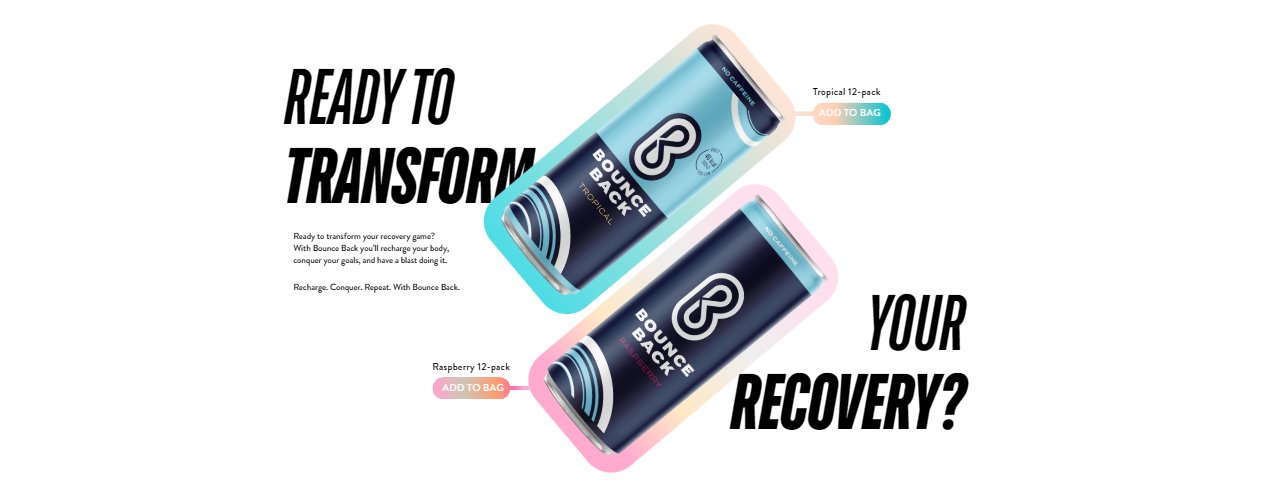 READY TO
TRANSFORM
Ready to transform your recovery game?
With Bounce Back you'll recharge your body,
conquer your goals, and have a blast doing it.
Recharge. Conquer. Repeat. With Bounce Back.
NO CAFFEINE
BOUNCE
BACK
TROPICAL
40 kcal
Tropical 12-pack
ADD TO BAG
NO CAFFEINE
BOUNCE
BACK
RASPBERRY
Raspberry 12-pack
ADD TO BAG
YOUR
RECOVERY?